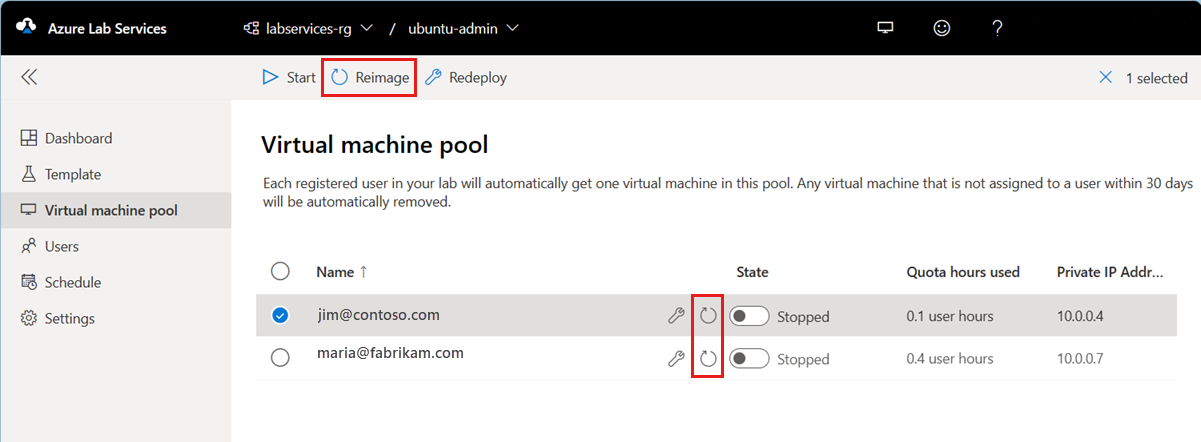 Azure Lab Services labservices-rg / ubuntu-admin ?
Start Reimage Redeploy 1 selected
Dashboard
Template
Virtual machine pool
Users
Schedule
Settings
Virtual machine pool
Each registered user in your lab will automatically get one virtual machine in this pool. Any virtual machine that is not assigned to a user within 30 days
will be automatically removed.
Name ↑ State Quota hours used Private IP Addr...
jim@contoso.com Stopped 0.1 user hours 10.0.0.4
maria@fabrikam.com Stopped 0.4 user hours 10.0.0.7